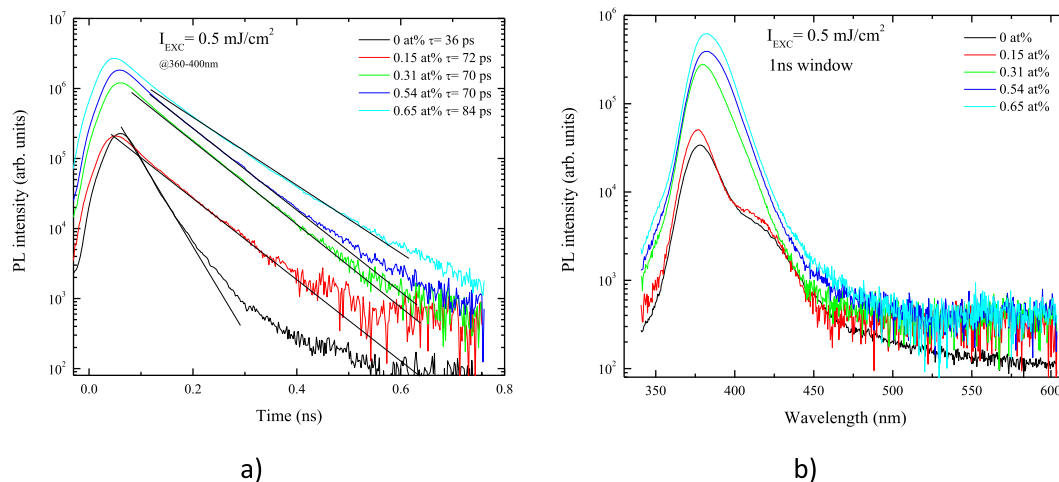 I_EXC = 0.5 mJ/cm²
@360-400nm
0 at% τ= 36 ps
0.15 at% τ= 72 ps
0.31 at% τ= 70 ps
0.54 at% τ= 70 ps
0.65 at% τ= 84 ps
PL intensity (arb. units)
10⁷
10⁶
10⁵
10⁴
10³
10²
0.0 0.2 0.4 0.6 0.8
Time (ns)
a)
I_EXC = 0.5 mJ/cm²
1ns window
0 at%
0.15 at%
0.31 at%
0.54 at%
0.65 at%
PL intensity (arb. units)
10⁶
10⁵
10⁴
10³
10²
350 400 450 500 550 600
Wavelength (nm)
b)